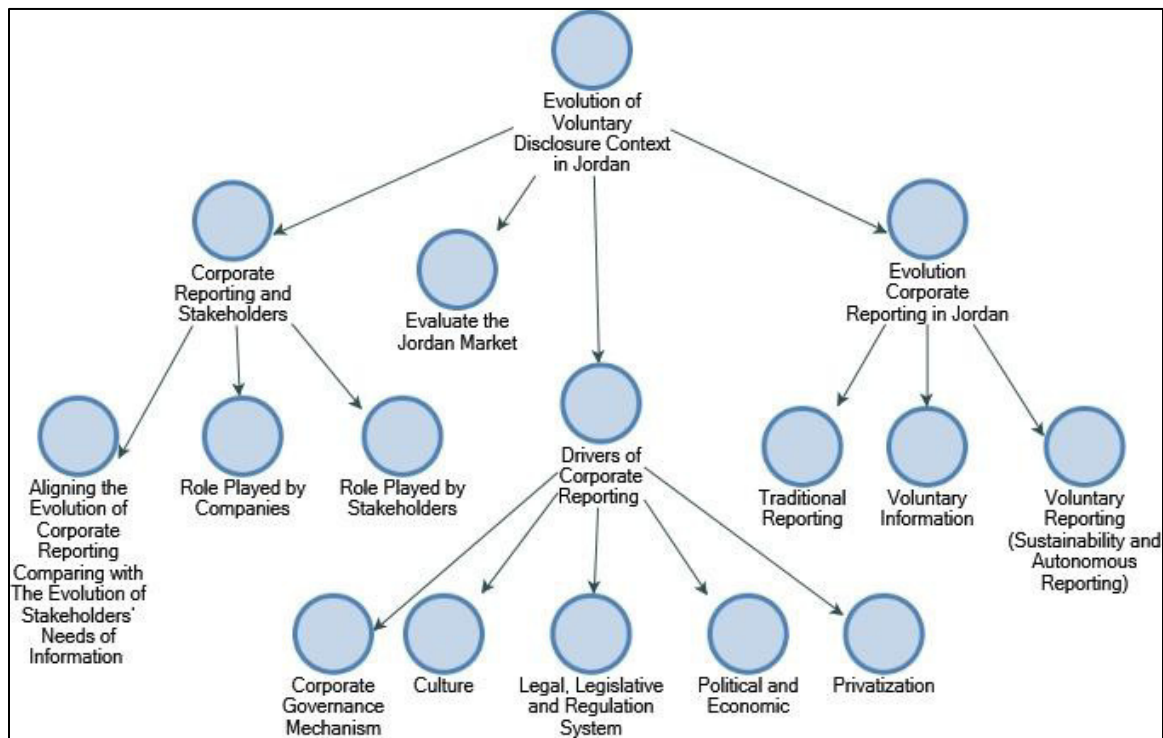 Evolution of
Voluntary
Disclosure Context
in Jordan
Corporate
Reporting and
Stakeholders
Evaluate the
Jordan Market
Evolution
Corporate
Reporting in Jordan
Aligning the
Evolution of
Corporate
Reporting
Comparing with
The Evolution of
Stakeholders'
Needs of
Information
Role Played by
Companies
Role Played by
Stakeholders
Drivers of
Corporate
Reporting
Traditional
Reporting
Voluntary
Information
Voluntary
Reporting
(Sustainability and
Autonomous
Reporting)
Corporate
Governance
Mechanism
Culture
Legal, Legislative
and Regulation
System
Political and
Economic
Privatization